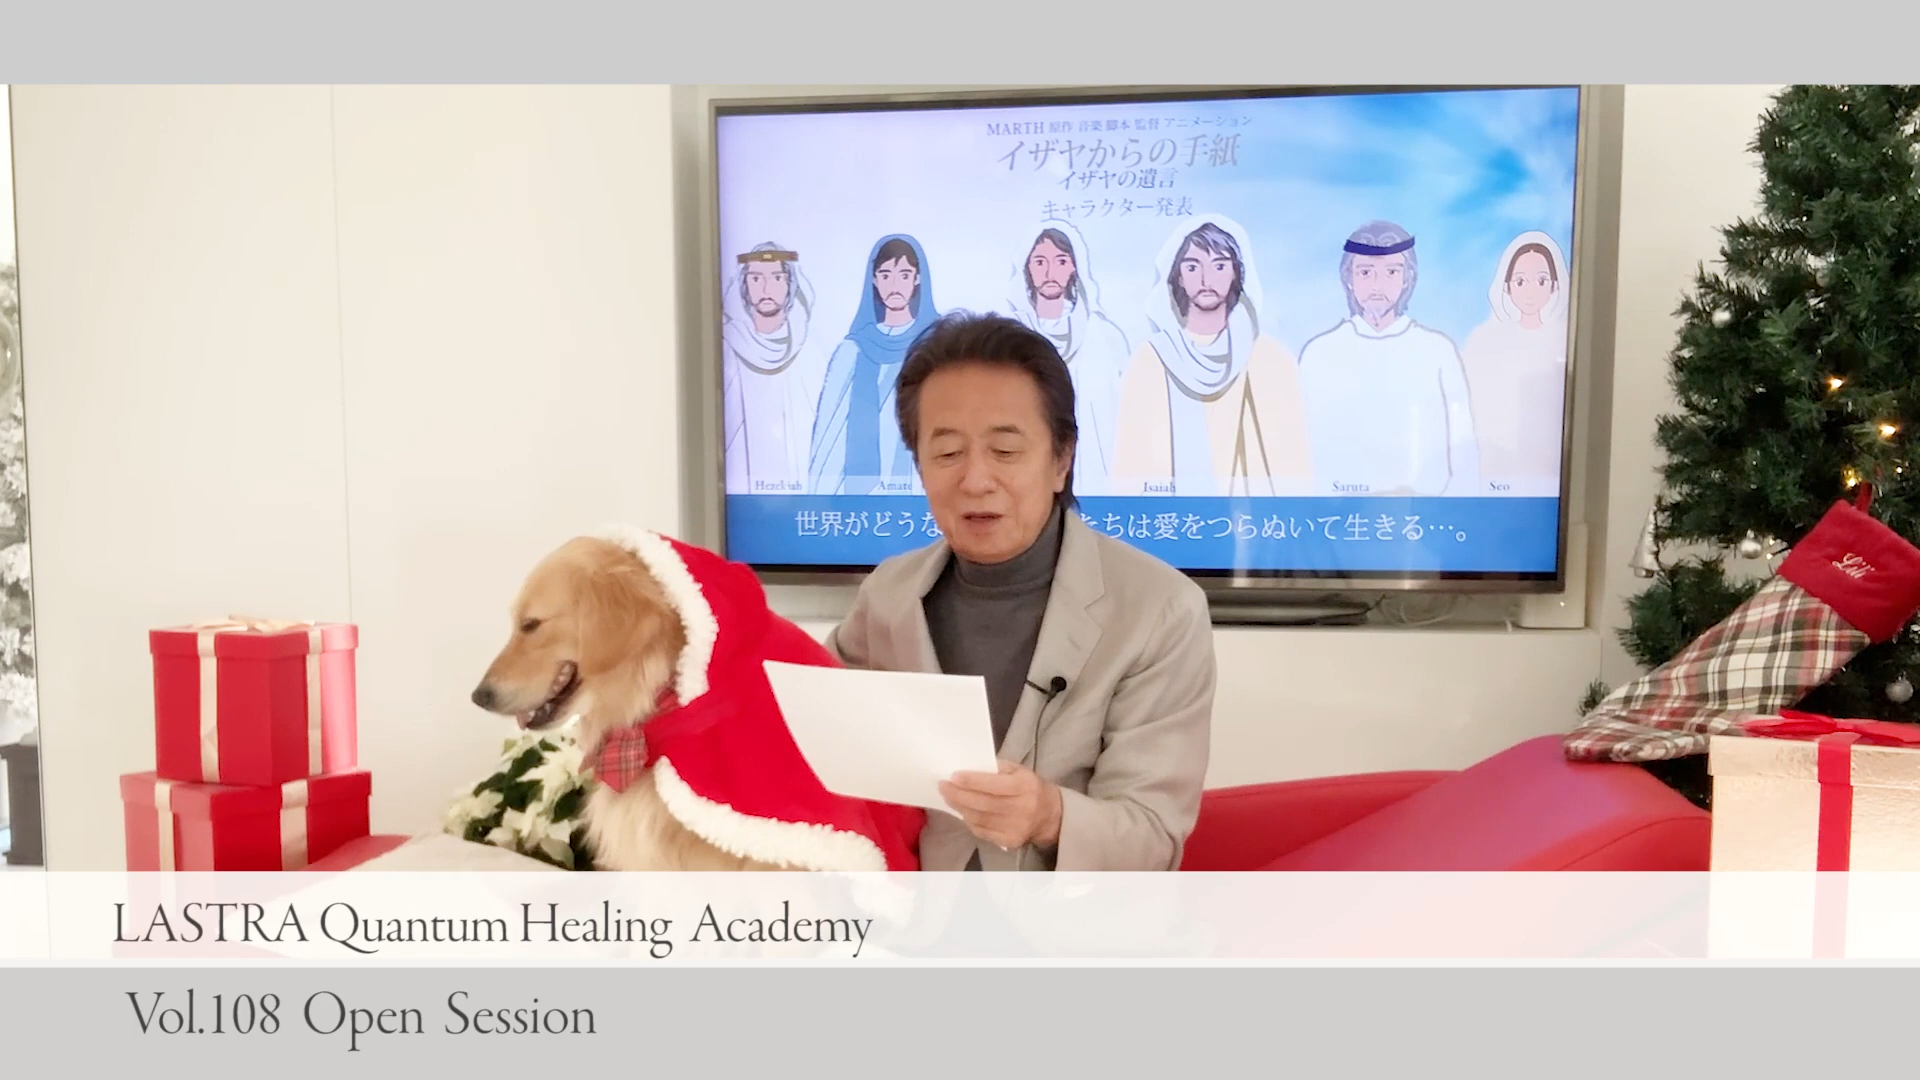 MARTH 原作 音楽 脚本 監督 アニメーション
イザヤからの手紙
イザヤの遺言
キャラクター発表
Hezekiah
Amate
Isaiah
Saruta
Seo
世界がどうな
たちは愛をつらぬいて生きる…。
Lili
LASTRA Quantum Healing Academy
Vol.108 Open Session